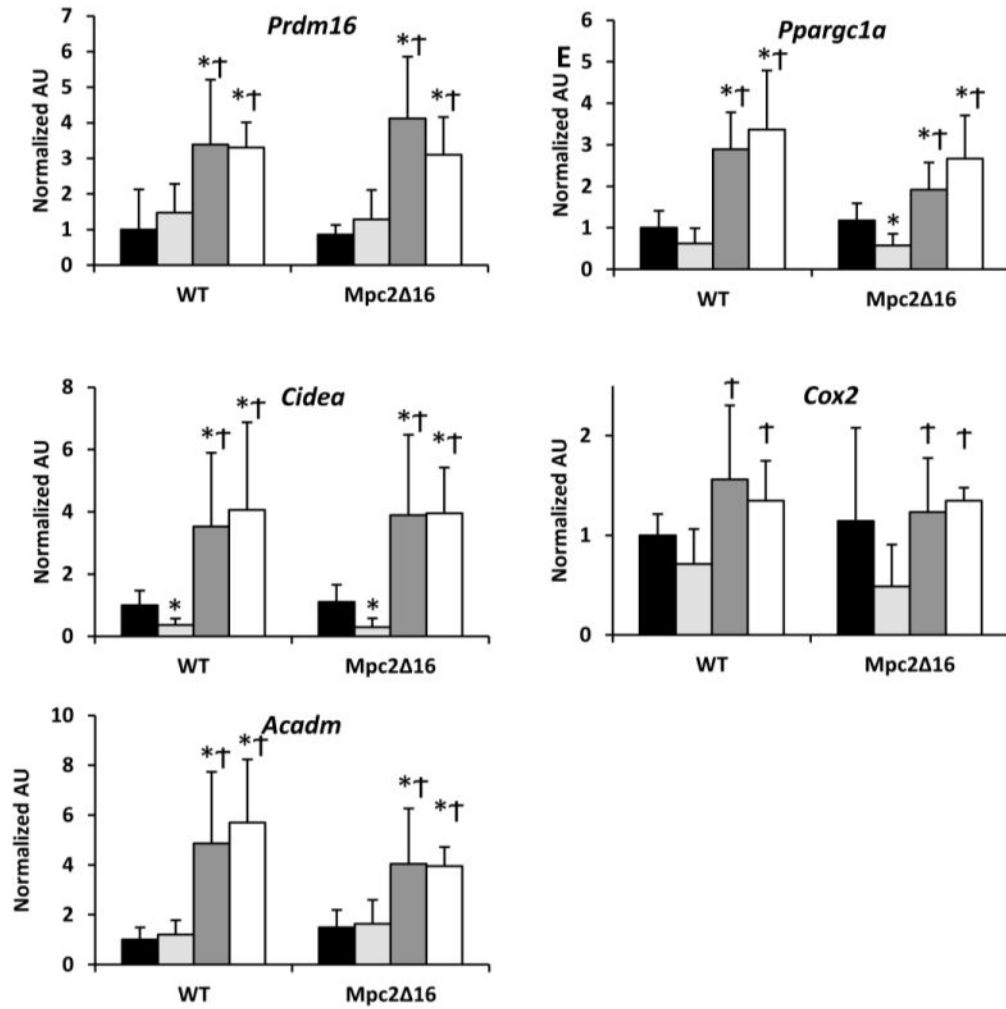 Prdm16
Normalized AU
7
6
5
4
3
2
1
0
*†
*†
*†
*†
WT
Mpc2Δ16
Ppargc1a
E
Normalized AU
6
5
4
3
2
1
0
*†
*†
*
*†
*†
WT
Mpc2Δ16
Cidea
Normalized AU
8
6
4
2
0
*
*†
*†
*
*†
*†
WT
Mpc2Δ16
Cox2
Normalized AU
2
1
0
†
†
†
†
WT
Mpc2Δ16
Acadm
Normalized AU
10
8
6
4
2
0
*†
*†
*†
*†
WT
Mpc2Δ16